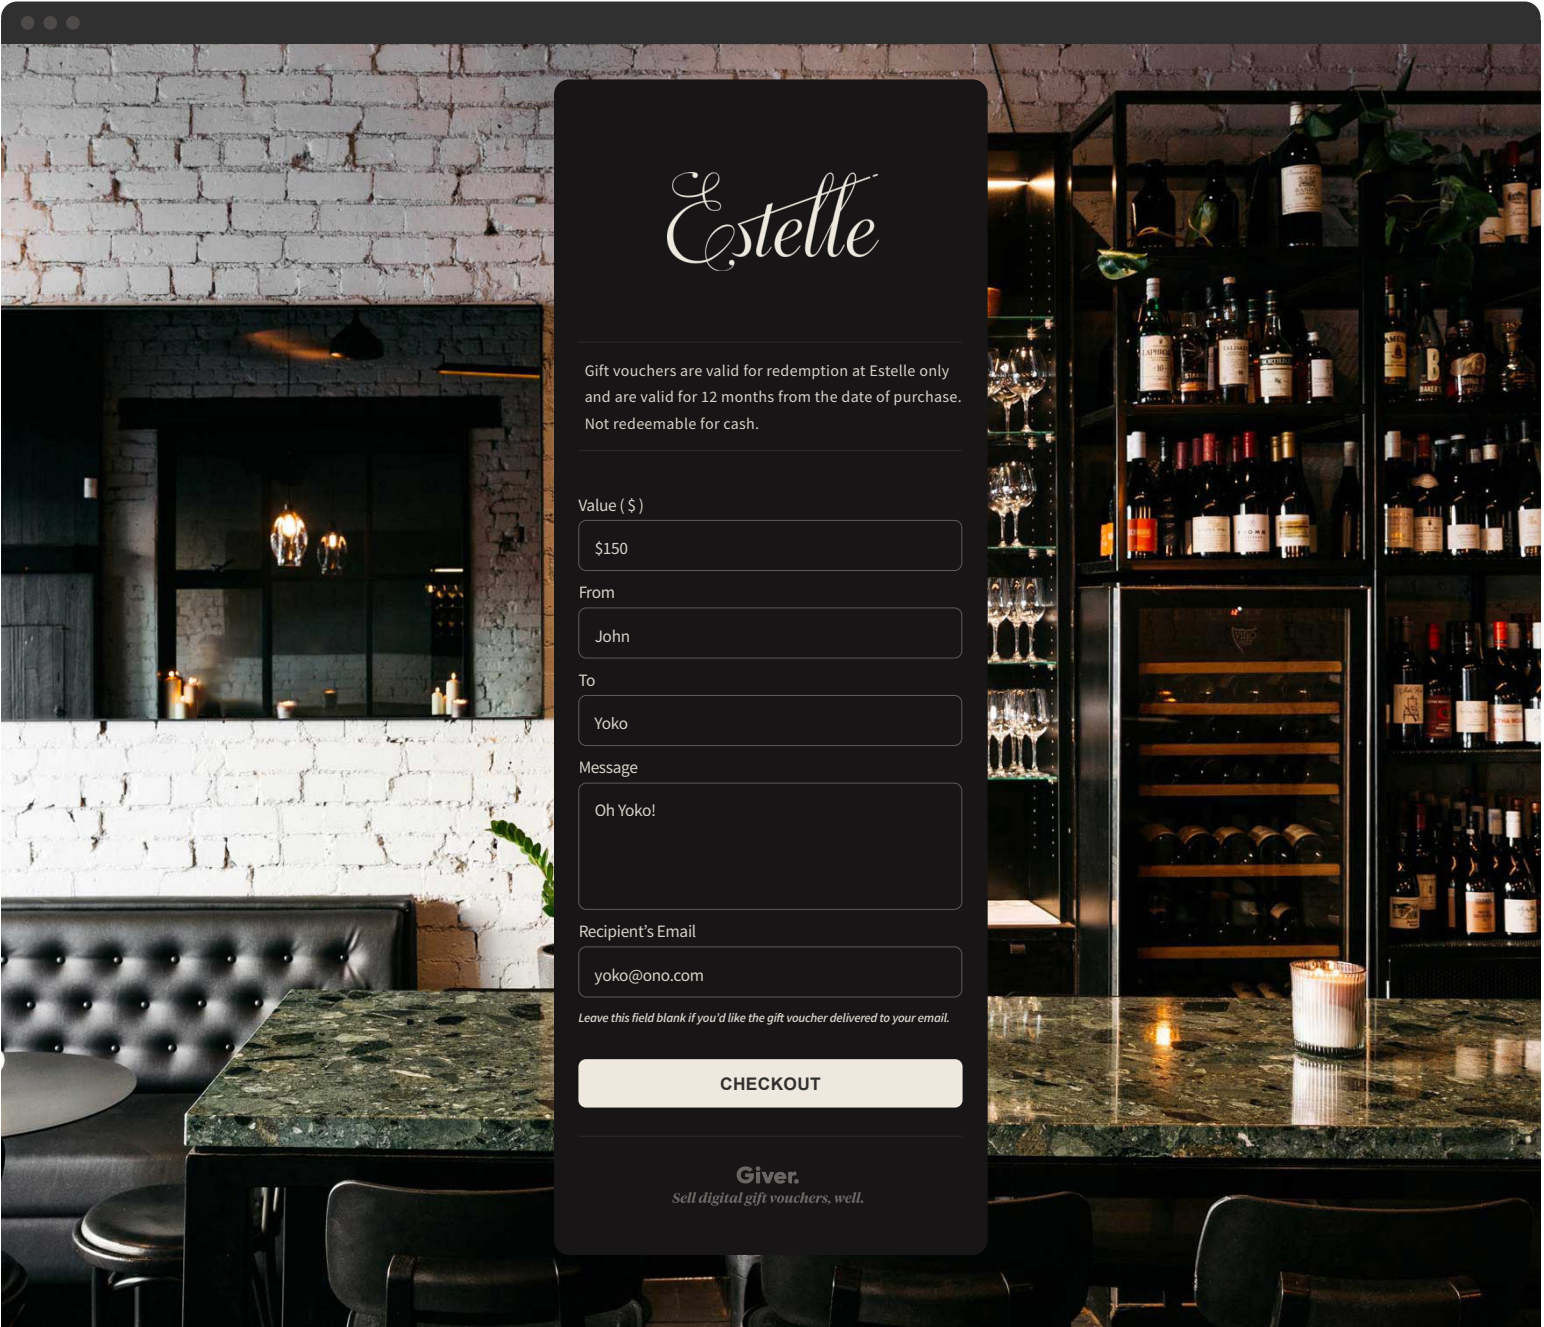 Estelle
Gift vouchers are valid for redemption at Estelle only
and are valid for 12 months from the date of purchase.
Not redeemable for cash.
Value ( $ )
$150
From
John
To
Yoko
Message
Oh Yoko!
Recipient’s Email
yoko@ono.com
Leave this field blank if you’d like the gift voucher delivered to your email.
CHECKOUT
Giver.
Sell digital gift vouchers, well.
LAPHROAIG
10
TALISKER